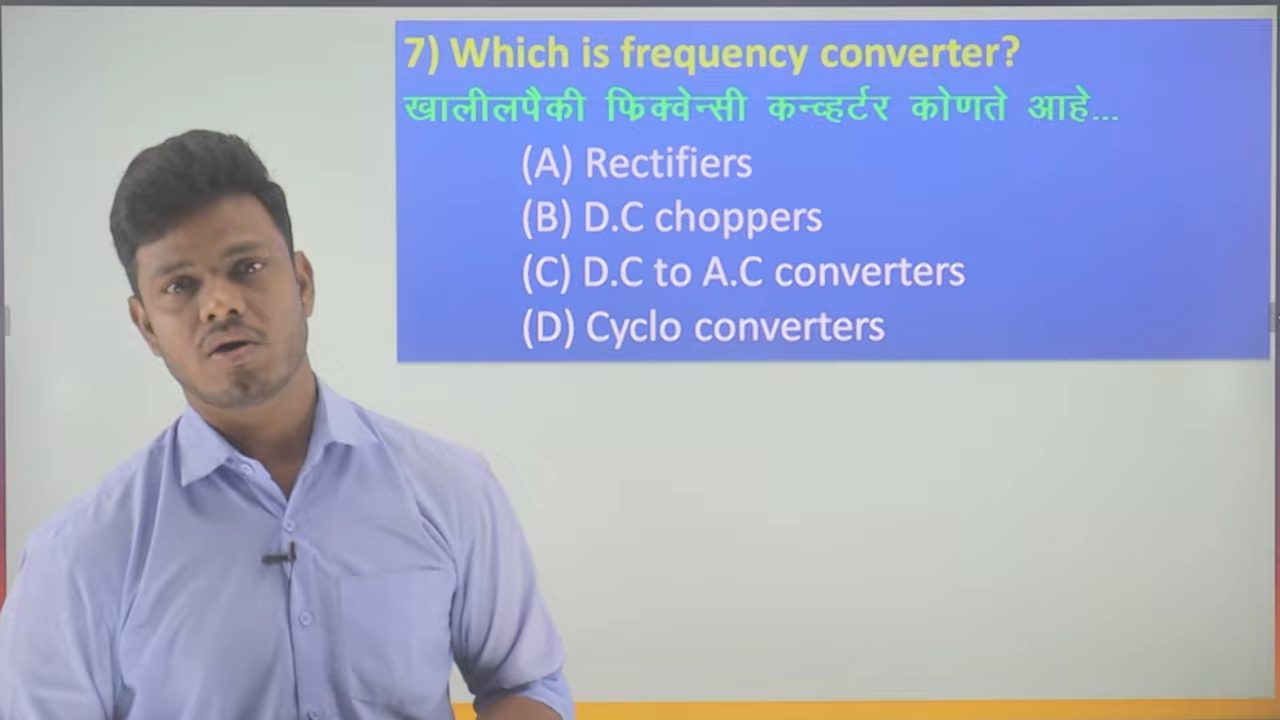 7) Which is frequency converter?
खालीलपैकी फिक्वेन्सी कन्व्हर्टर कोणते आहे...
(A) Rectifiers
(B) D.C choppers
(C) D.C to A.C converters
(D) Cyclo converters